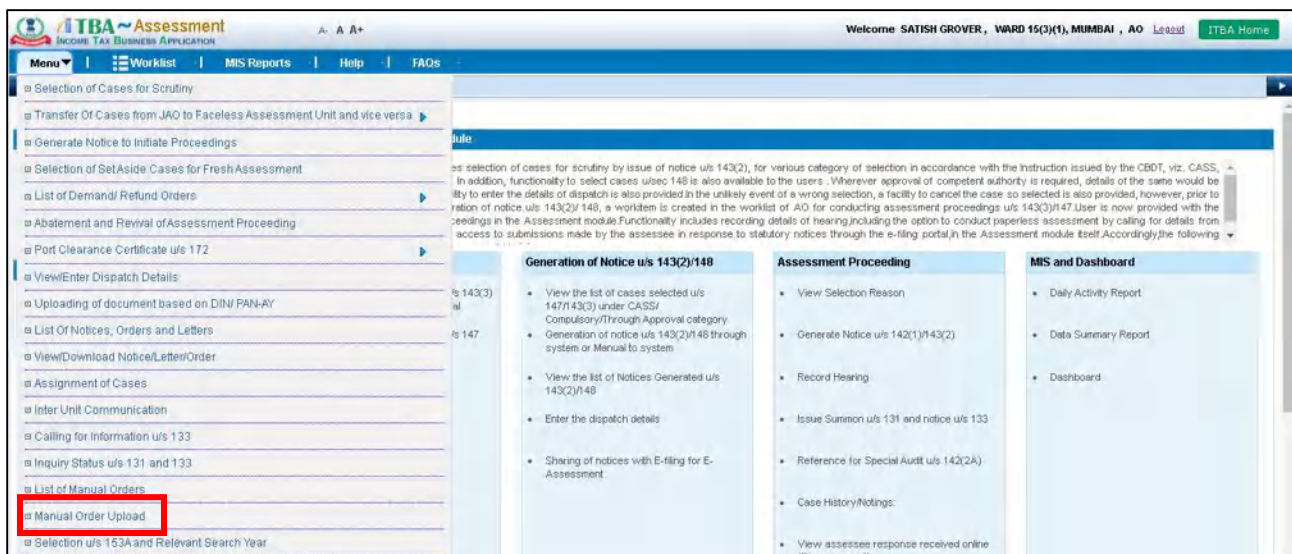 iTBA ~ Assessment
INCOME TAX BUSINESS APPLICATION
A- A A+
Welcome SATISH GROVER , WARD 15(3)(1), MUMBAI , AO Logout ITBA Home
Menu Worklist MIS Reports Help FAQs
Selection of Cases for Scrutiny
Transfer Of Cases from JAO to Faceless Assessment Unit and vice versa
Generate Notice to Initiate Proceedings
Selection of Set Aside Cases for Fresh Assessment
List of Demand/ Refund Orders
Abatement and Revival of Assessment Proceeding
Port Clearance Certificate u/s 172
View/Enter Dispatch Details
Uploading of document based on DIN/ PAN-AY
List Of Notices, Orders and Letters
View/Download Notice/Letter/Order
Assignment of Cases
Inter Unit Communication
Calling for Information u/s 133
Inquiry Status u/s 131 and 133
List of Manual Orders
Manual Order Upload
Selection u/s 153A and Relevant Search Year
dule
es selection of cases for scrutiny by issue of notice u/s 143(2), for various category of selection in accordance with the Instruction issued by the CBDT, viz. CASS,
In addition, functionality to select cases u/sec 148 is also available to the users . Wherever approval of competent authority is required, details of the same would be
lity to enter the details of dispatch is also provided.In the unlikely event of a wrong selection, a facility to cancel the case so selected is also provided, however, prior to
ration of notice u/s 143(2)/ 148, a workitem is created in the worklist of AO for conducting assessment proceedings u/s 143(3)/147.User is now provided with the
ceedings in the Assessment module.Functionality includes recording details of hearing,including the option to conduct paperless assessment by calling for details from
access to submissions made by the assessee in response to statutory notices through the e-filing portal,in the Assessment module itself.Accordingly,the following
/s 143(3)
al
/s 147
Generation of Notice u/s 143(2)/148
View the list of cases selected u/s
147/143(3) under CASS/
Compulsory/Through Approval category
Generation of notice u/s 143(2)/148 through
system or Manual to system
View the list of Notices Generated u/s
143(2)/148
Enter the dispatch details
Sharing of notices with E-filing for E-
Assessment
Assessment Proceeding
View Selection Reason
Generate Notice u/s 142(1)/143(2)
Record Hearing
Issue Summon u/s 131 and notice u/s 133
Reference for Special Audit u/s 142(2A)
Case History/Notings:
View assessee response received online
MIS and Dashboard
Daily Activity Report
Data Summary Report
Dashboard